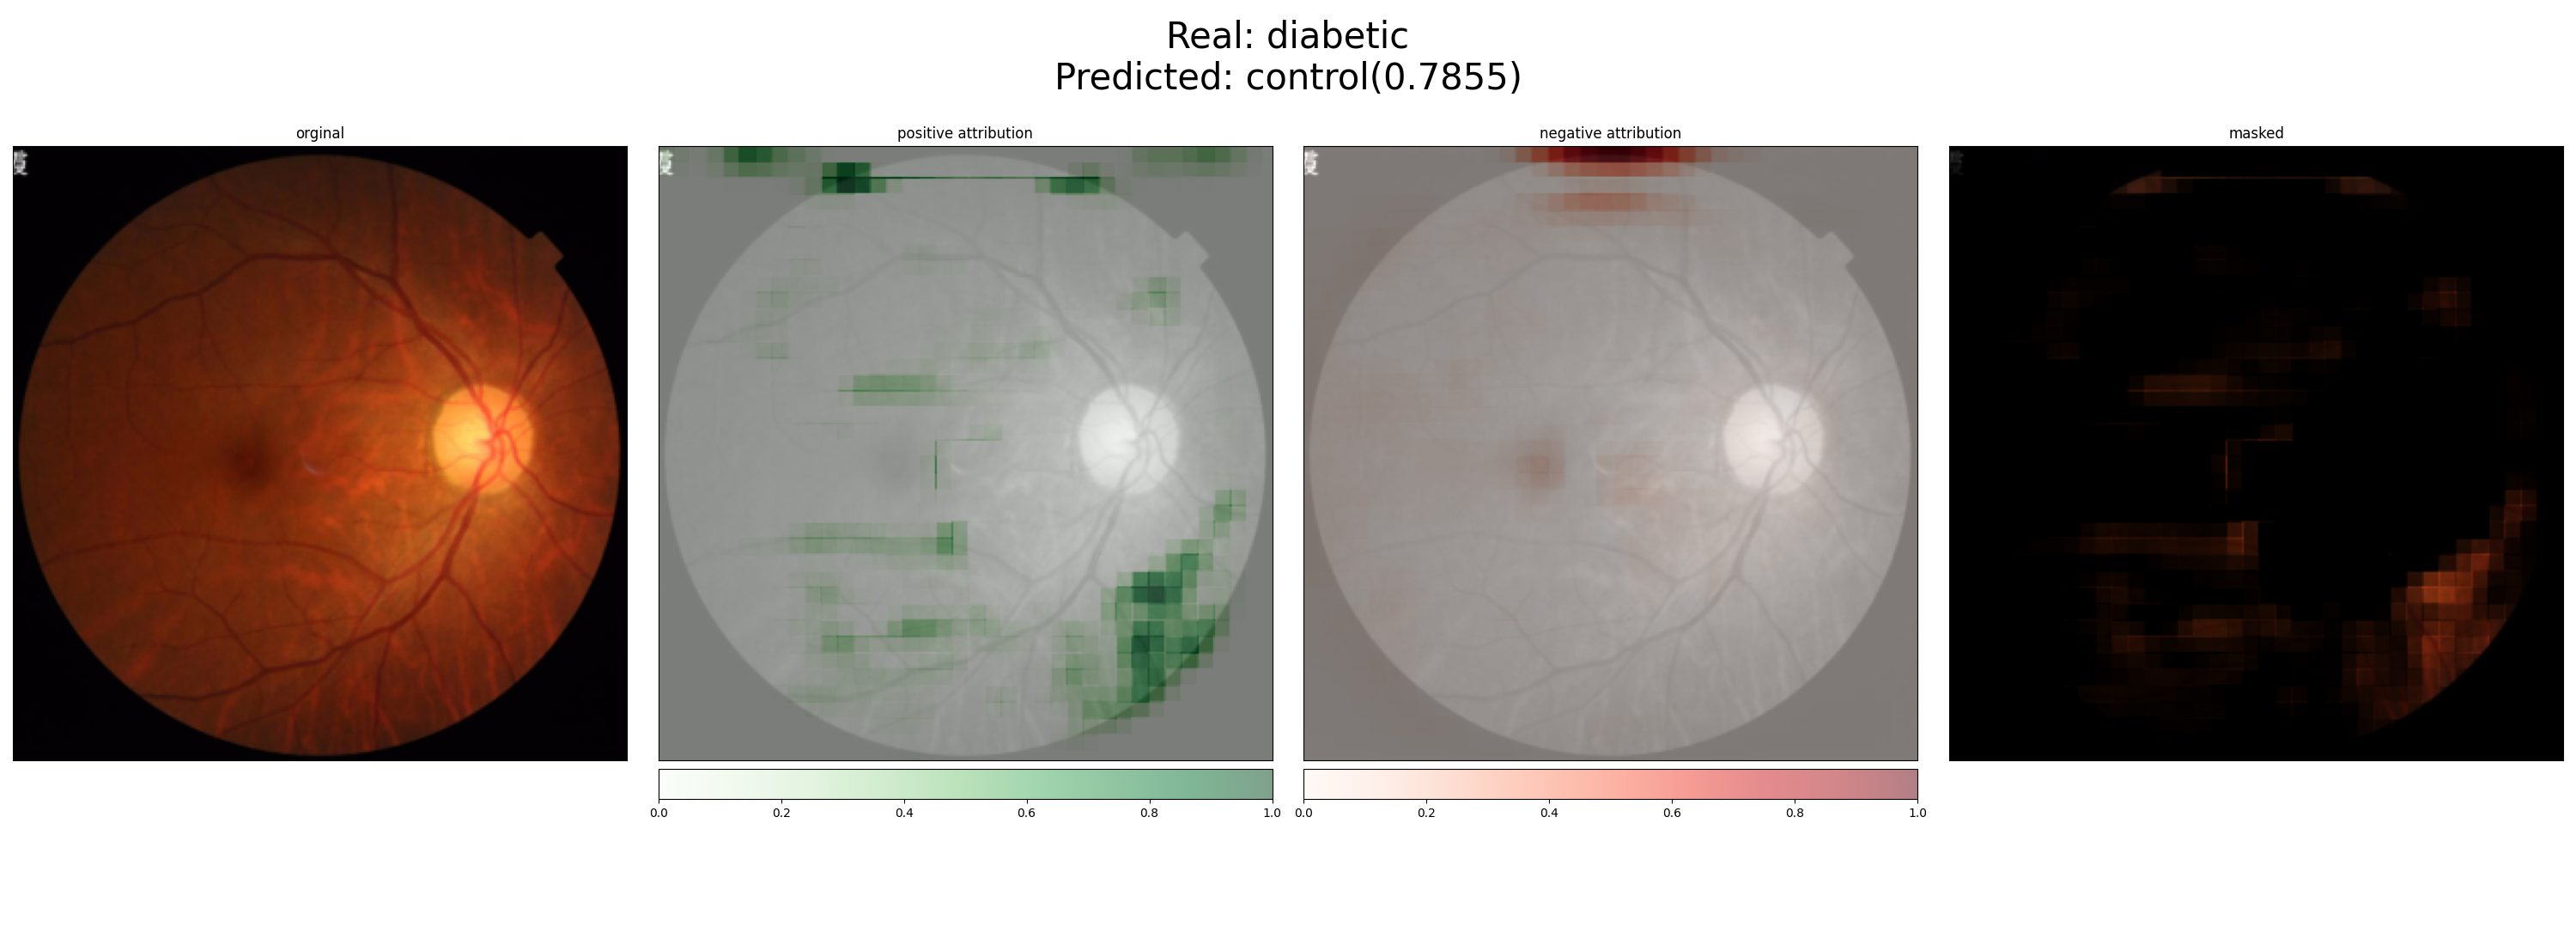 Real: diabetic
Predicted: control(0.7855)
orginal
positive attribution
negative attribution
masked
0.0 0.2 0.4 0.6 0.8 1.0
0.0 0.2 0.4 0.6 0.8 1.0